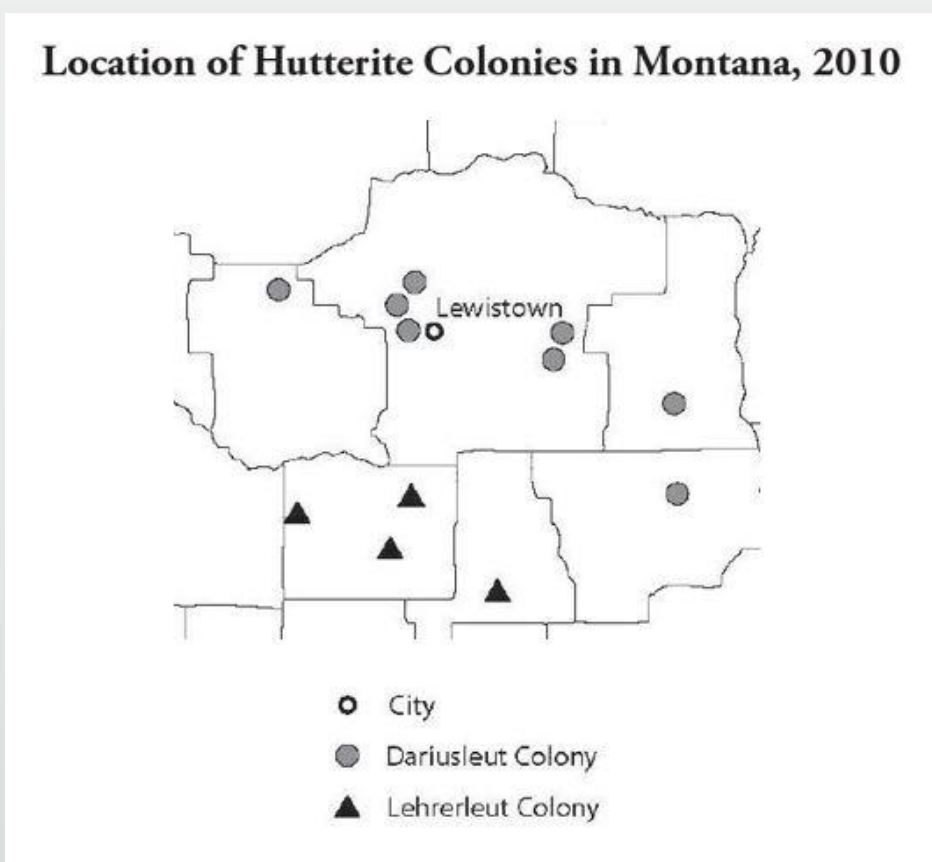 Location of Hutterite Colonies in Montana, 2010
Lewistown
City
Dariusleut Colony
Lehrerleut Colony